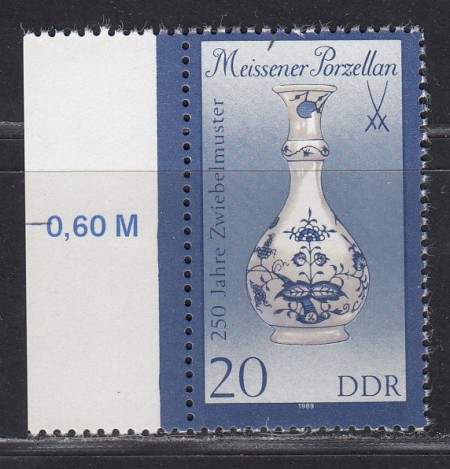 Meissener Porzellan
250 Jahre Zwiebelmuster
0,60 M
20
DDR
1989